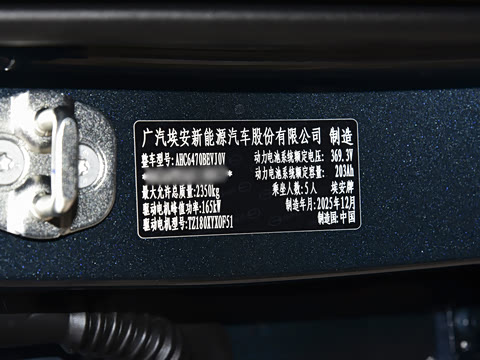 广汽埃安新能源汽车股份有限公司 制造
整车型号: AHC6470BEVI0V 动力电池系统额定电压: 369.3V
动力电池系统额定容量: 203Ah
最大允许总质量: 2350kg 乘坐人数: 5人 埃安牌
驱动电机峰值功率: 165kW 制造年月: 2025年12月
驱动电机型号: TZ180XYXOF51 制造国: 中国